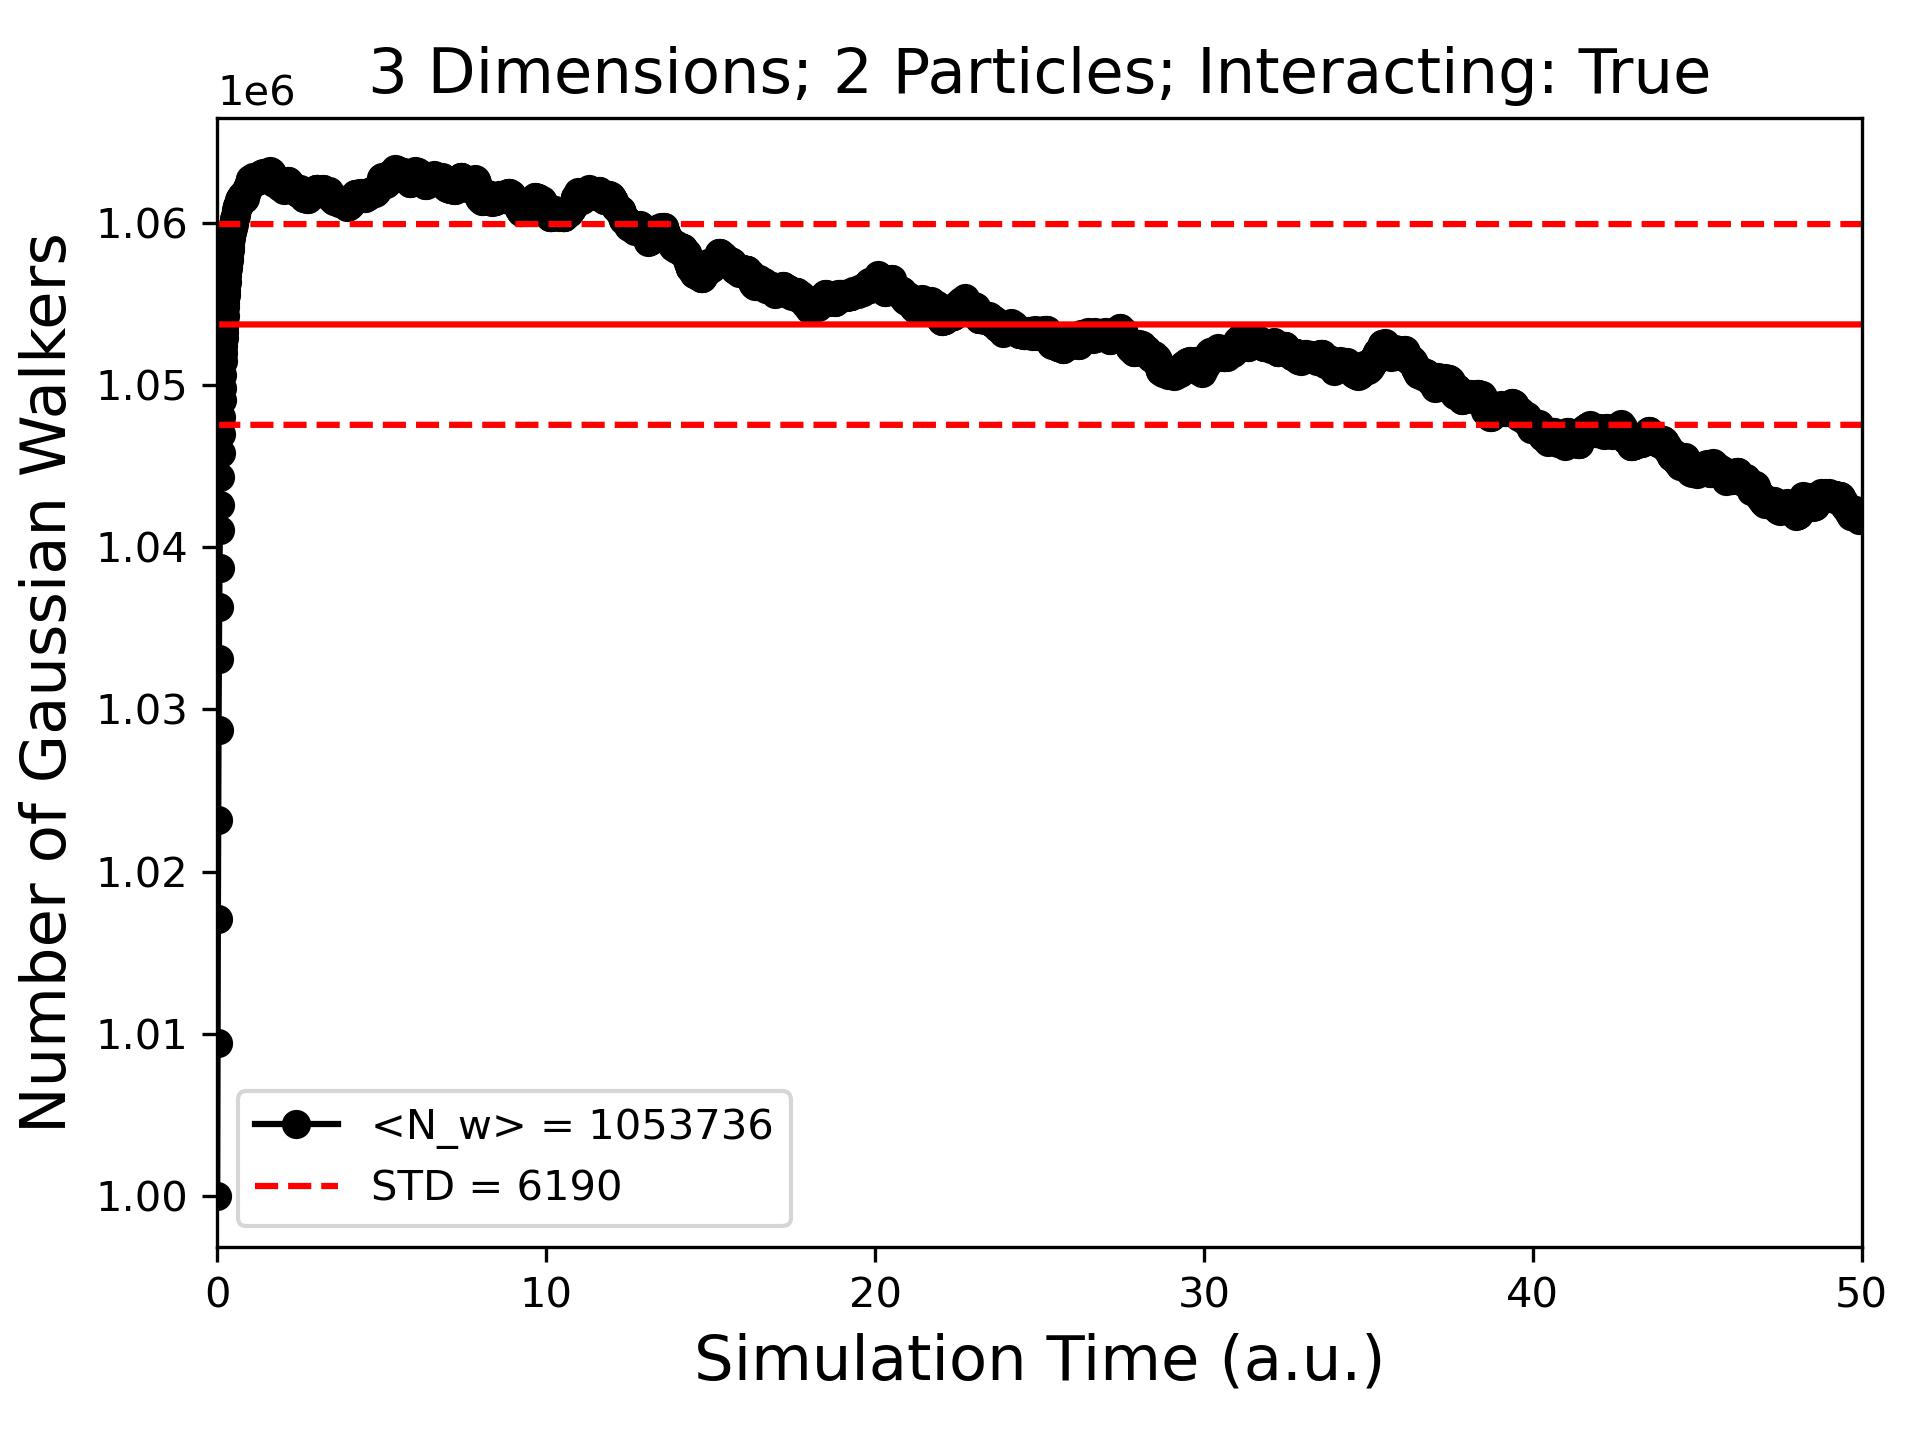 3 Dimensions; 2 Particles; Interacting: True
1e6
Number of Gaussian Walkers
1.06
1.05
1.04
1.03
1.02
1.01
1.00
<N_w> = 1053736
STD = 6190
0 10 20 30 40 50
Simulation Time (a.u.)